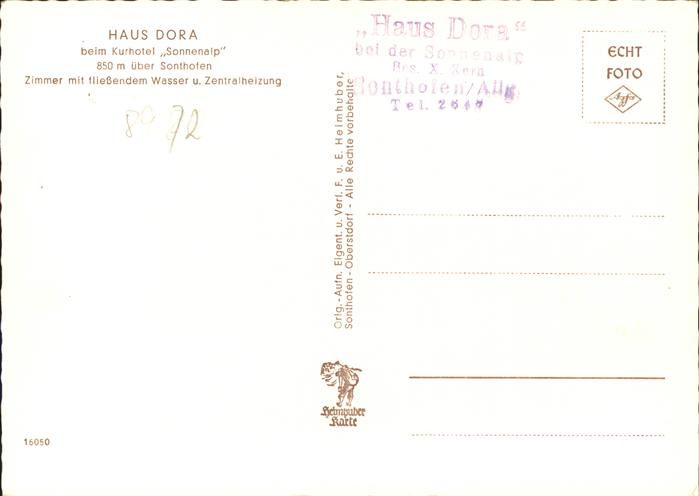 HAUS DORA
beim Kurhotel „Sonnenalp"
850 m über Sonthofen
Zimmer mit fließendem Wasser u. Zentralheizung
„Haus Dora“
bei der Sonnenalp
Bes. X. Kern
Sonthofen/Allg
Tel.
ECHT
FOTO
Agfa
Orig.-Aufn. Eigent. u. Verl. F. u. E. Heimhuber,
Sonthofen-Oberstdorf - Alle Rechte vorbehalten
Heimhuber
Karte
16050